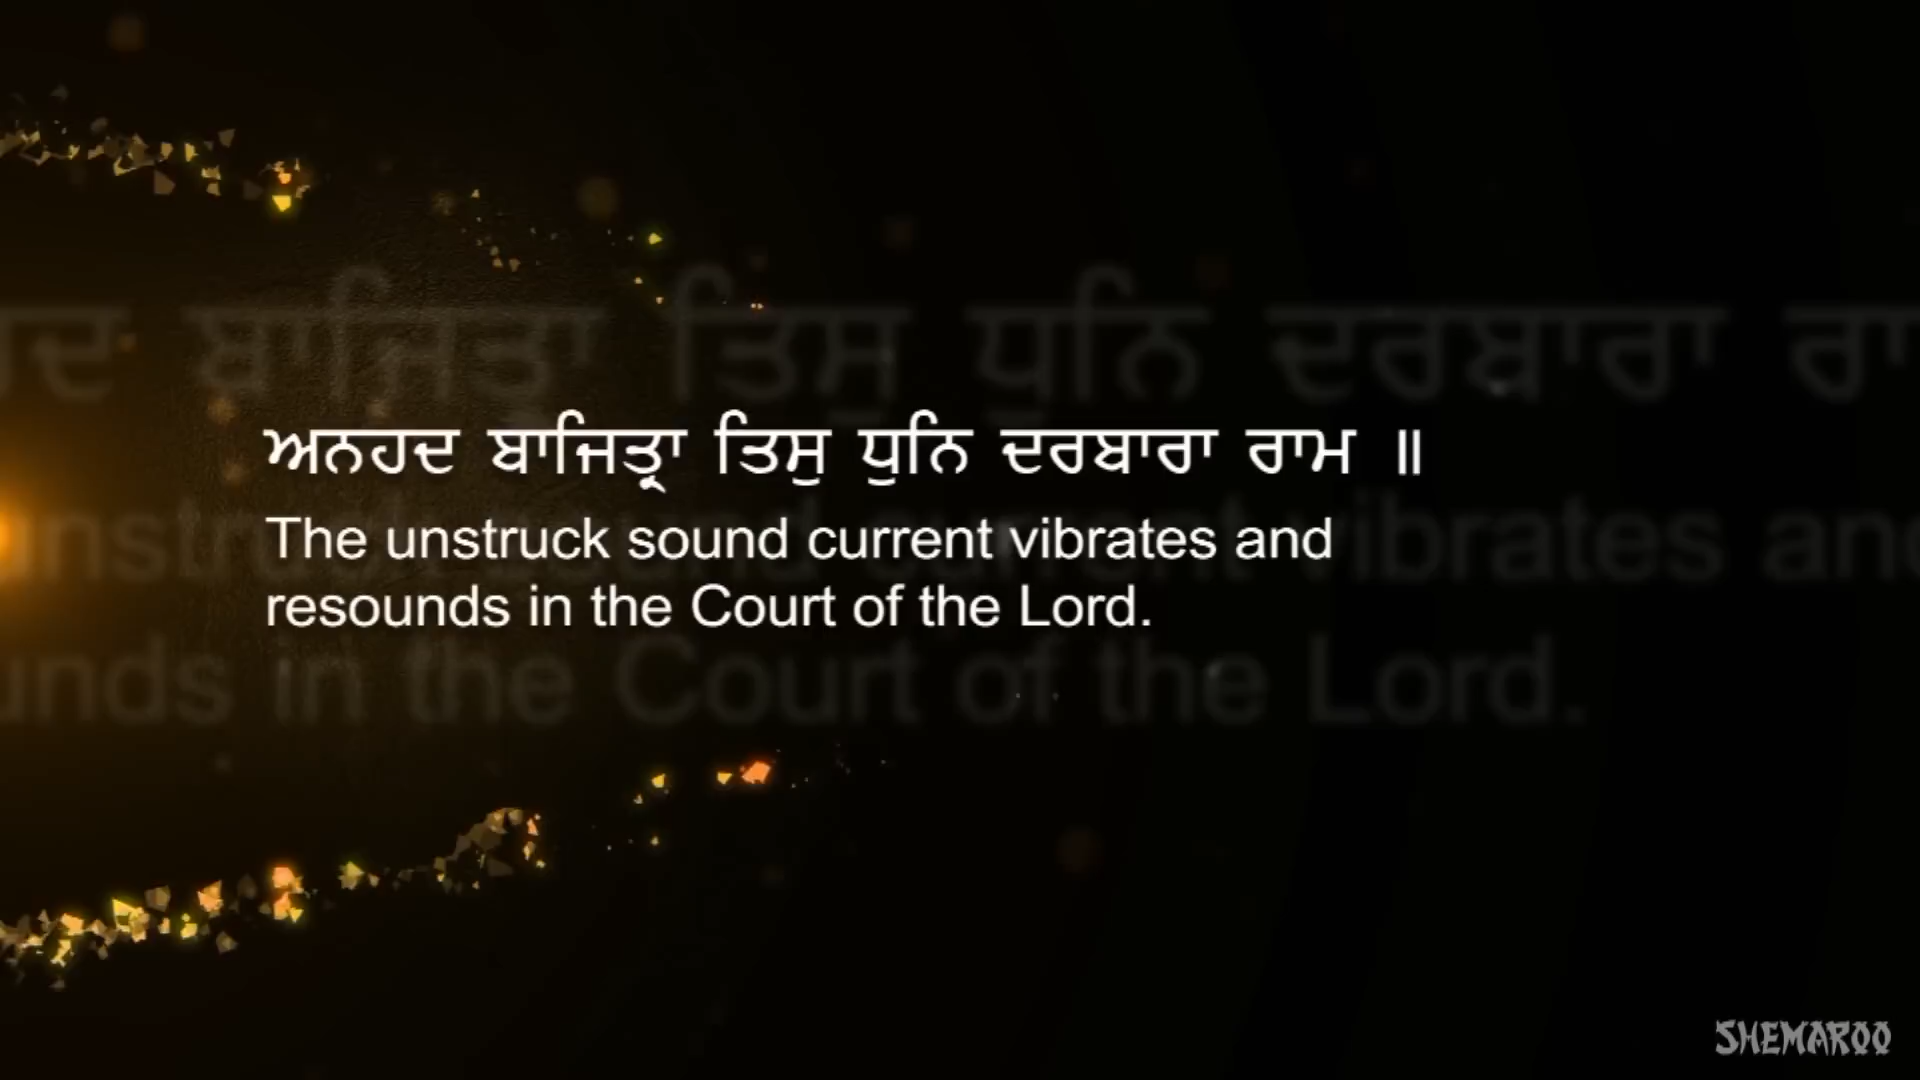 ਅਨਹਦ ਬਾਜਿਤ੍ਰਾ ਤਿਸੁ ਧੁਨਿ ਦਰਬਾਰਾ ਰਾਮ ॥
The unstruck sound current vibrates and
resounds in the Court of the Lord.
SHEMAROO